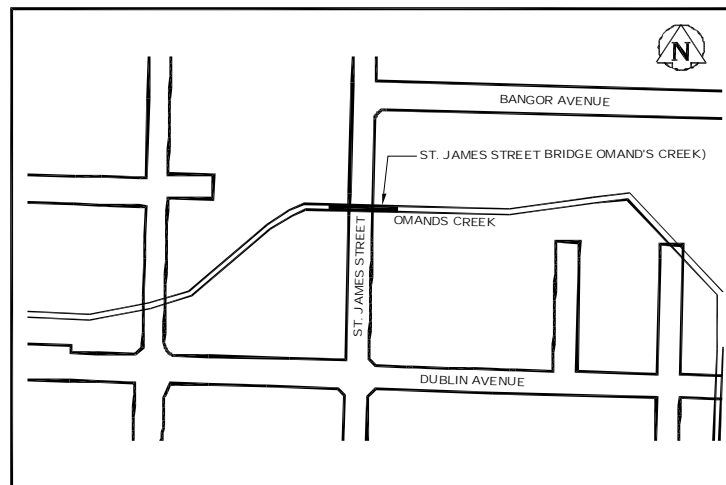 N
BANGOR AVENUE
ST. JAMES STREET BRIDGE OMAND'S CREEK)
OMANDS CREEK
ST. JAMES STREET
DUBLIN AVENUE